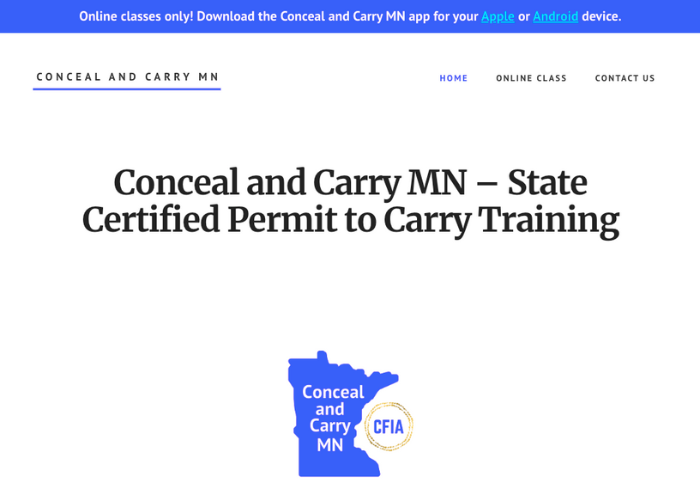 Online classes only! Download the Conceal and Carry MN app for your Apple or Android device.
CONCEAL AND CARRY MN
HOME ONLINE CLASS CONTACT US
Conceal and Carry MN – State
Certified Permit to Carry Training
Conceal
and
Carry
MN
CFIA